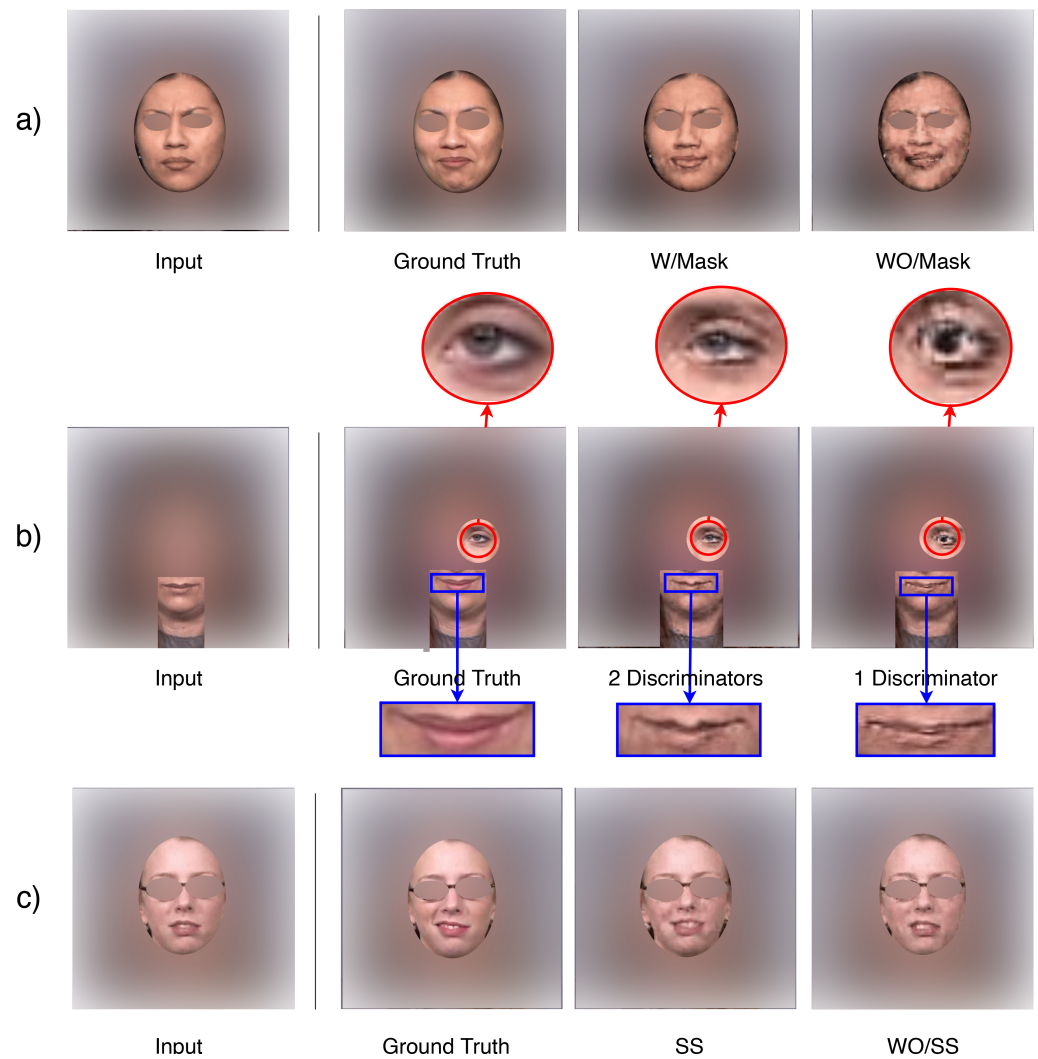 a)
Input Ground Truth W/Mask WO/Mask
b)
Input Ground Truth 2 Discriminators 1 Discriminator
c)
Input Ground Truth SS WO/SS